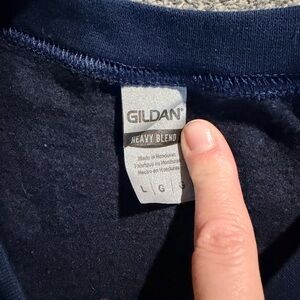 GILDAN®
HEAVY BLEND
Made in Honduras
Fabriqué au Honduras
Hecho en Honduras
L G G